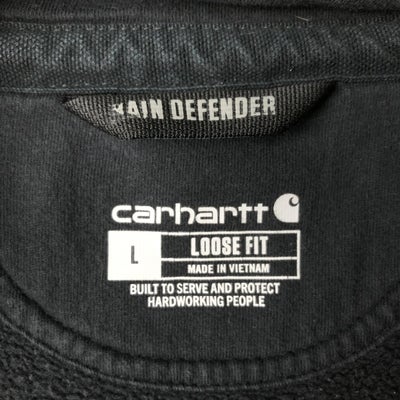 RAIN DEFENDER
carhartt
L
LOOSE FIT
MADE IN VIETNAM
BUILT TO SERVE AND PROTECT
HARDWORKING PEOPLE